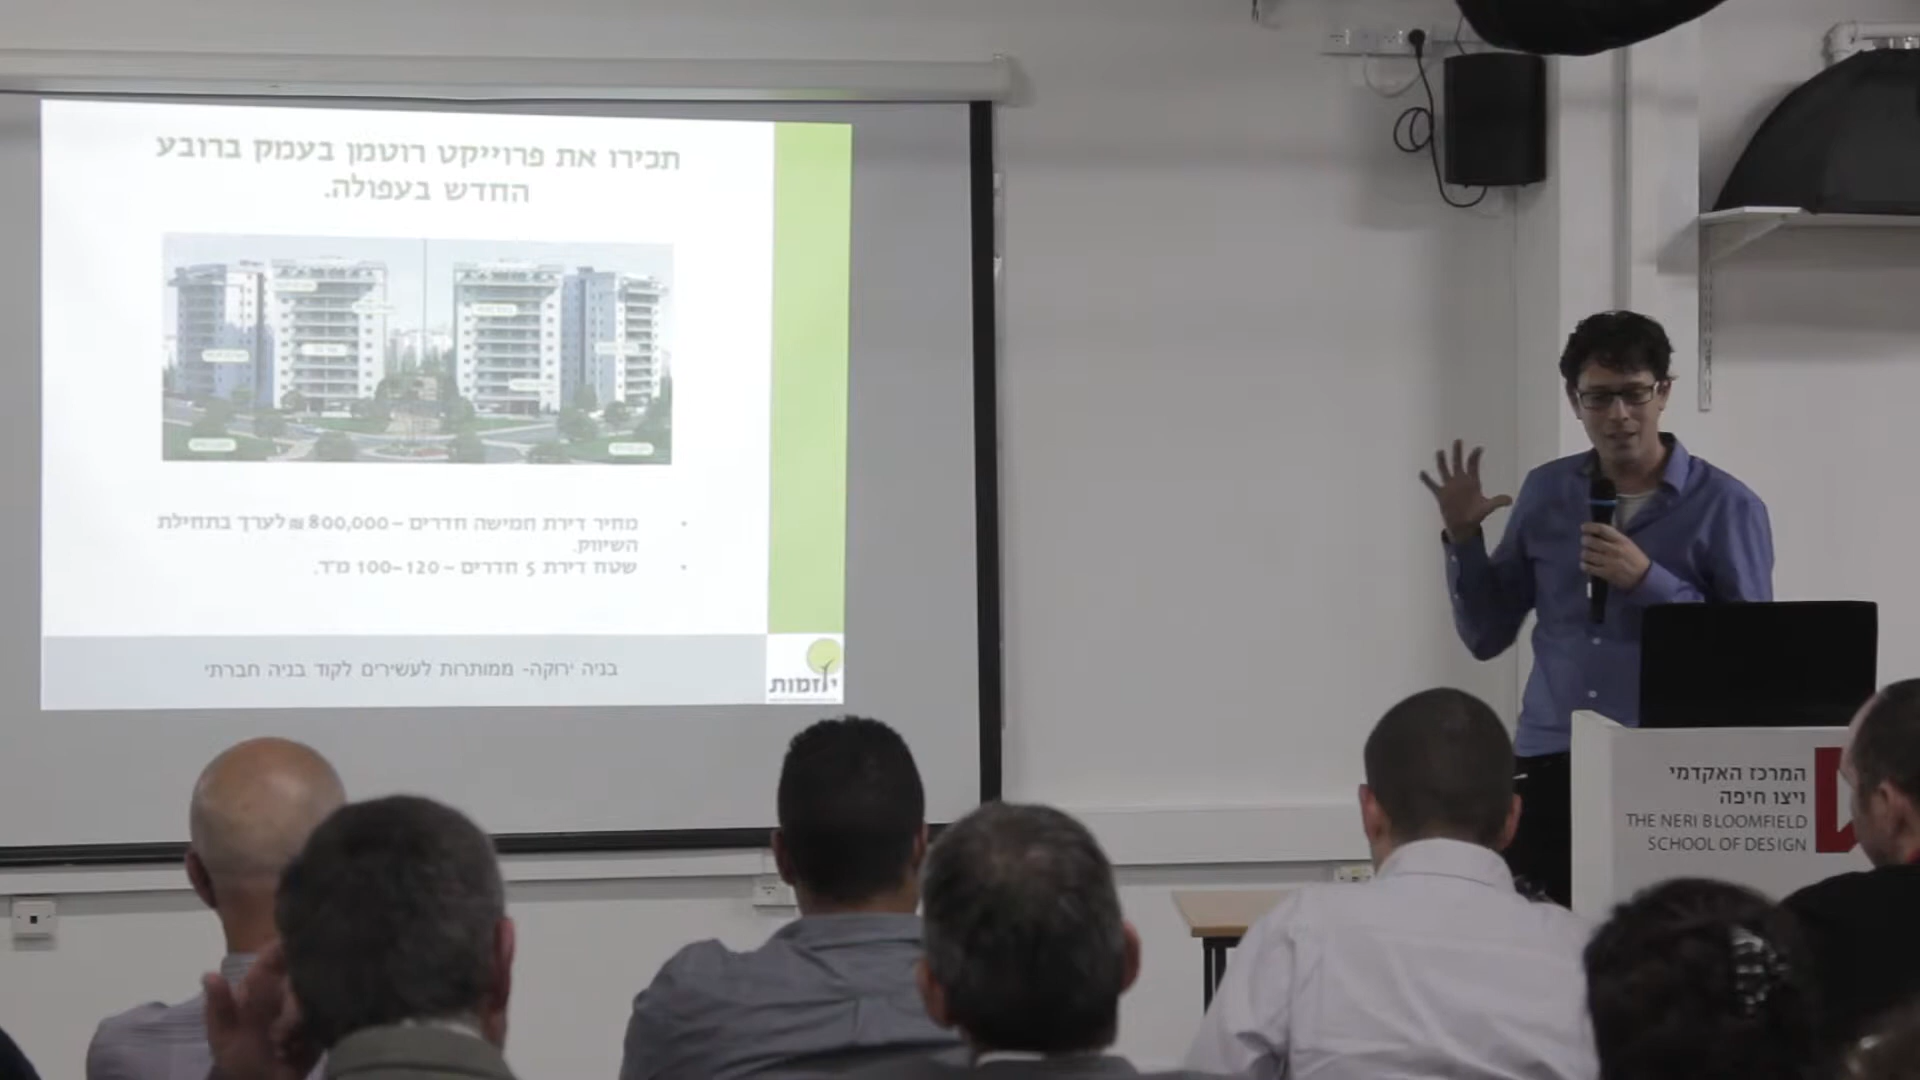 תכירו את פרוייקט רוטמן בעמק ברובע
החדש בעפולה.
• מחיר דירת חמישה חדרים – 800,000 ₪ לערך בתחילת
השיווק.
• שטח דירת 5 חדרים – 100-120 מ"ר.
בניה ירוקה- ממותרות לעשירים לקוד בניה חברתי
יוזמות
המרכז האקדמי
ויצו חיפה
THE NERI BLOOMFIELD
SCHOOL OF DESIGN